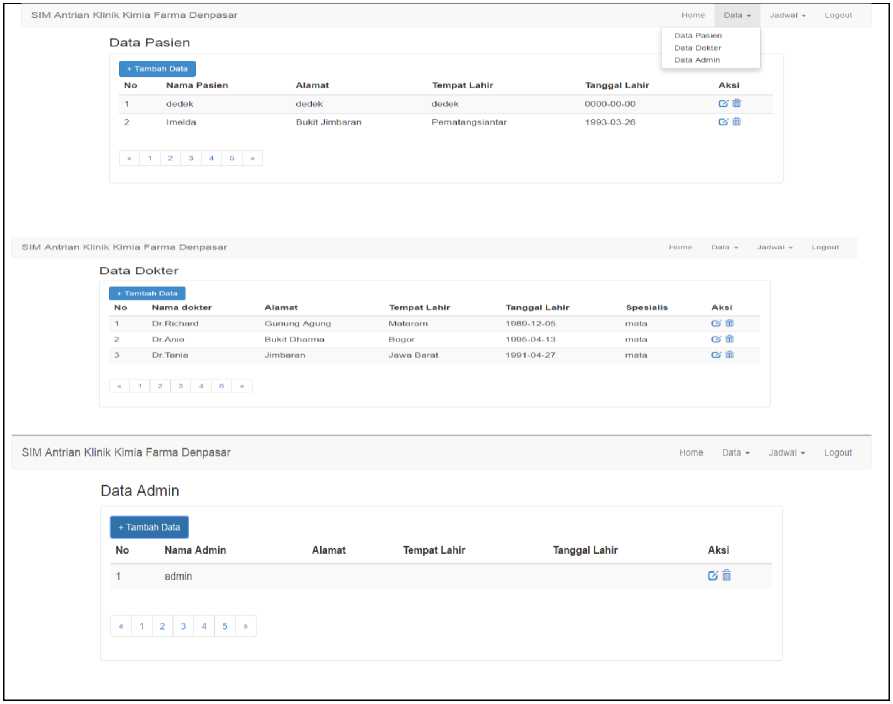 SIM Antrian Klinik Kimia Farma Denpasar Home Data Jadwal Logout
Data Pasien
Data Dokter
Data Admin
Data Pasien
+ Tambah Data
No Nama Pasien Alamat Tempat Lahir Tanggal Lahir Aksi
1 dedek dedek dedek 0000-00-00
2 Imelda Bukit Jimbaran Pematangsiantar 1993-03-26
« 1 2 3 4 5 »
SIM Antrian Klinik Kimia Farma Denpasar Home Data Jadwal Logout
Data Dokter
+ Tambah Data
No Nama dokter Alamat Tempat Lahir Tanggal Lahir Spesialis Aksi
1 Dr.Richard Gunung Agung Mataram 1989-12-05 mata
2 Dr.Ania Bukit Dharma Bogor 1995-04-13 mata
3 Dr.Tania Jimbaran Jawa Barat 1991-04-27 mata
« 1 2 3 4 5 »
SIM Antrian Klinik Kimia Farma Denpasar Home Data Jadwal Logout
Data Admin
+ Tambah Data
No Nama Admin Alamat Tempat Lahir Tanggal Lahir Aksi
1 admin
« 1 2 3 4 5 »